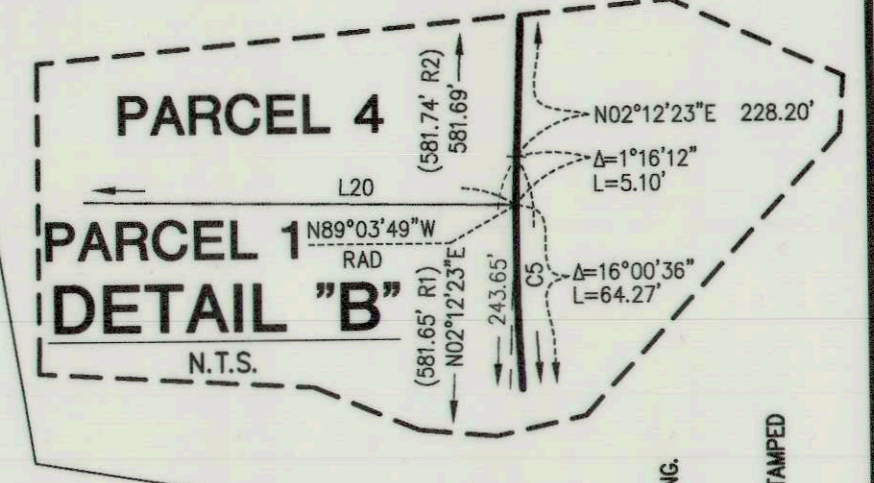 PARCEL 4
(581.74' R2)
581.69'
N02°12'23"E 228.20'
Δ=1°16'12"
L=5.10'
L20
PARCEL 1
N89°03'49"W
RAD
DETAIL "B"
N.T.S.
(581.65' R1)
N02°12'23"E
243.65'
C5
Δ=16°00'36"
L=64.27'
NG.
TAMPED